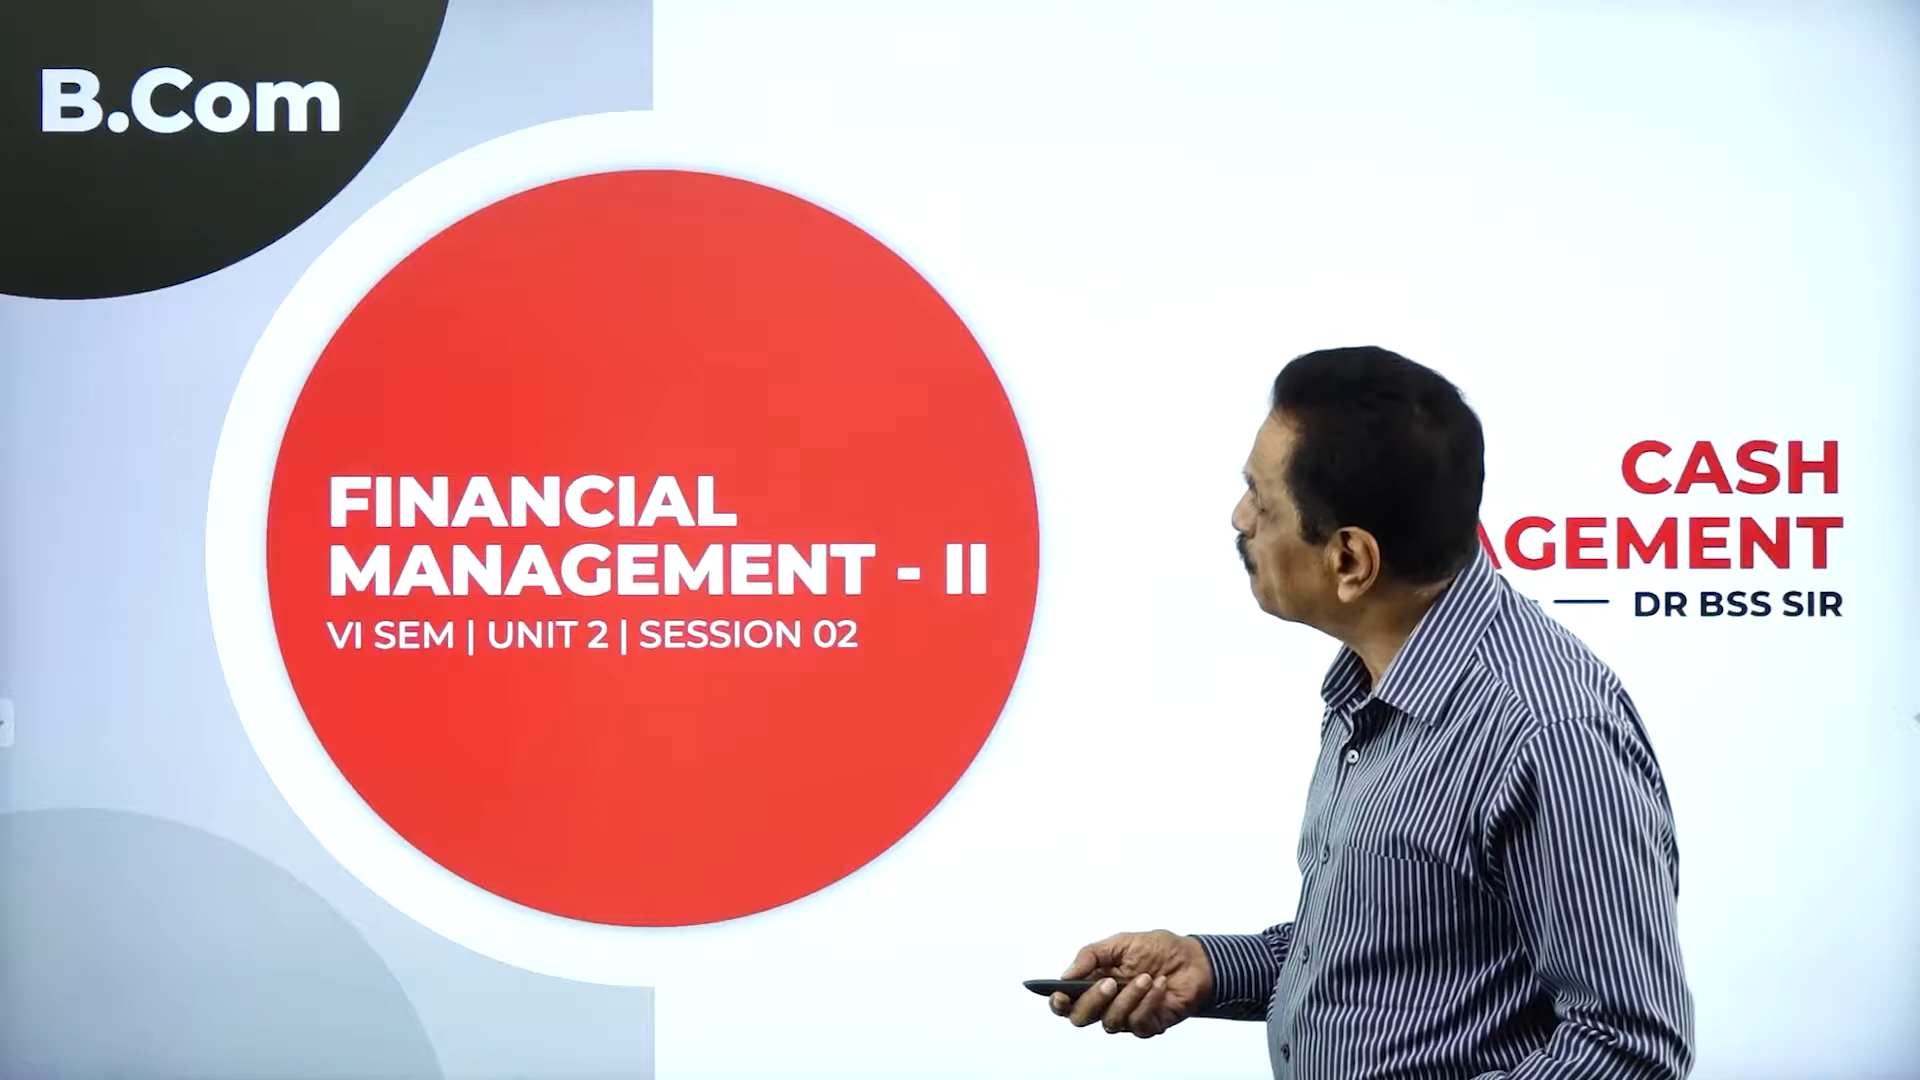 B.Com
FINANCIAL
MANAGEMENT - II
VI SEM | UNIT 2 | SESSION 02
CASH
AGEMENT
— DR BSS SIR